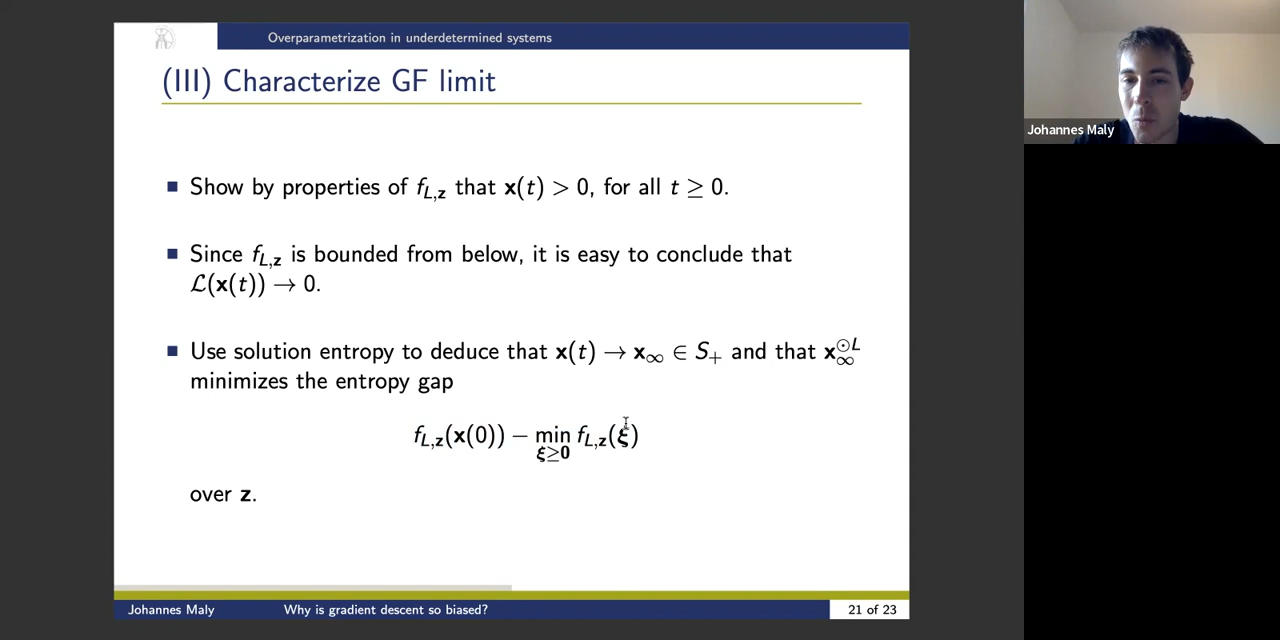 Overparametrization in underdetermined systems
(III) Characterize GF limit
■ Show by properties of f_{L,z} that x(t) > 0, for all t ≥ 0.
■ Since f_{L,z} is bounded from below, it is easy to conclude that
ℒ(x(t)) → 0.
■ Use solution entropy to deduce that x(t) → x_∞ ∈ S_+ and that x_∞^{⊙L}
minimizes the entropy gap
f_{L,z}(x(0)) − min_{ξ≥0} f_{L,z}(ξ)
over z.
Johannes Maly Why is gradient descent so biased? 21 of 23
Johannes Maly